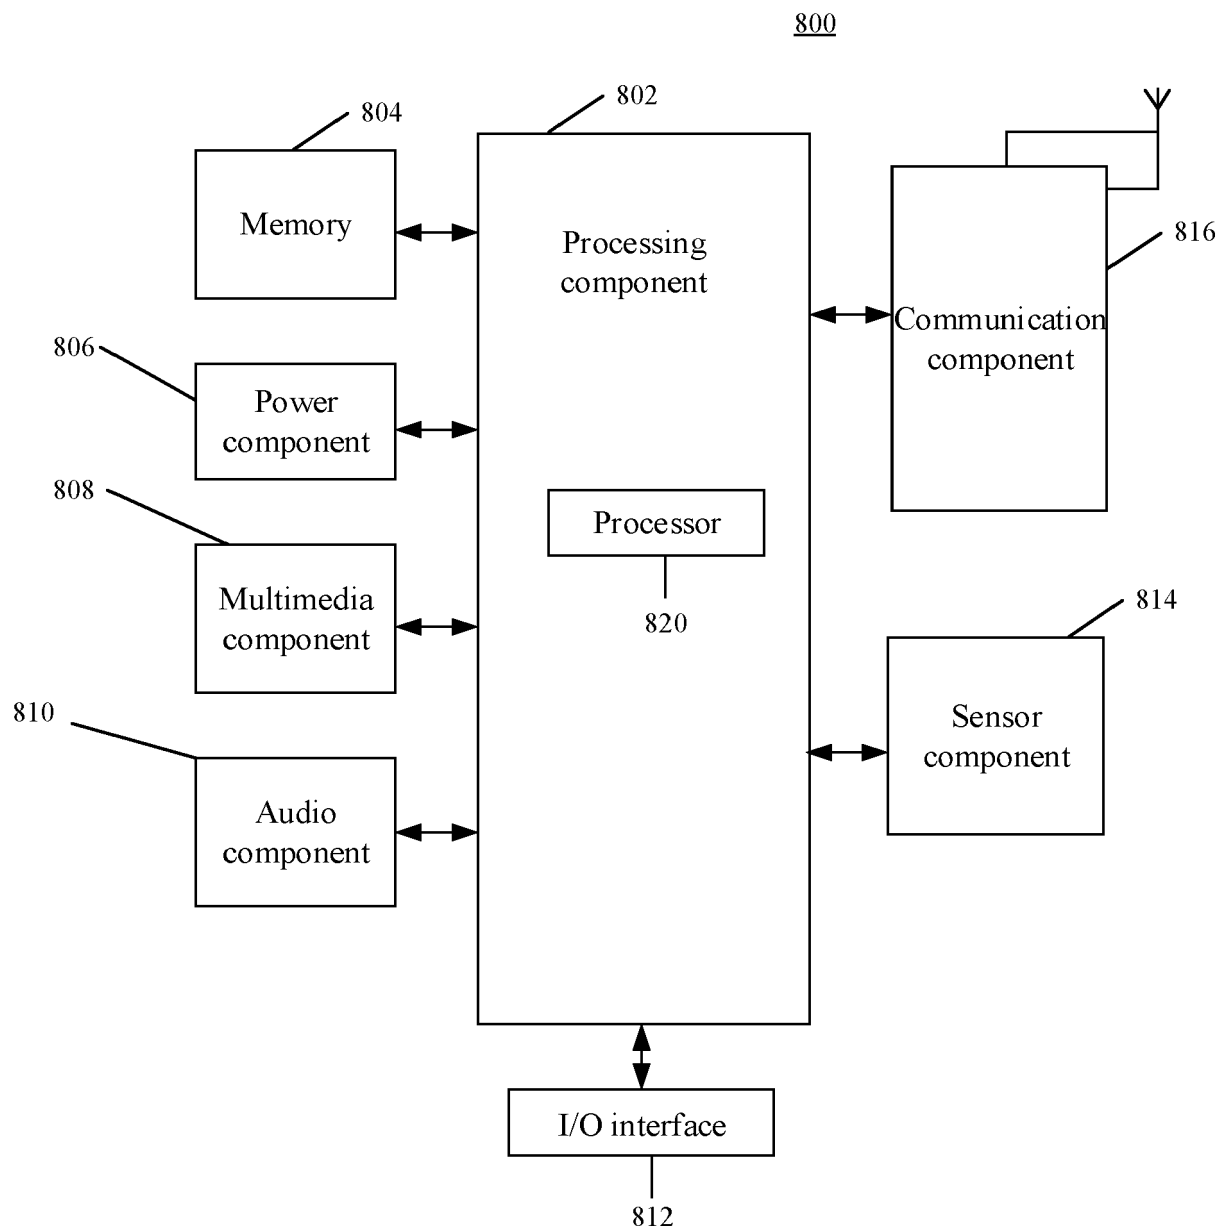 800
802
804
Memory
Processing
component
816
Communication
component
806
Power
component
808
Processor
820
Multimedia
component
814
Sensor
component
810
Audio
component
I/O interface
812